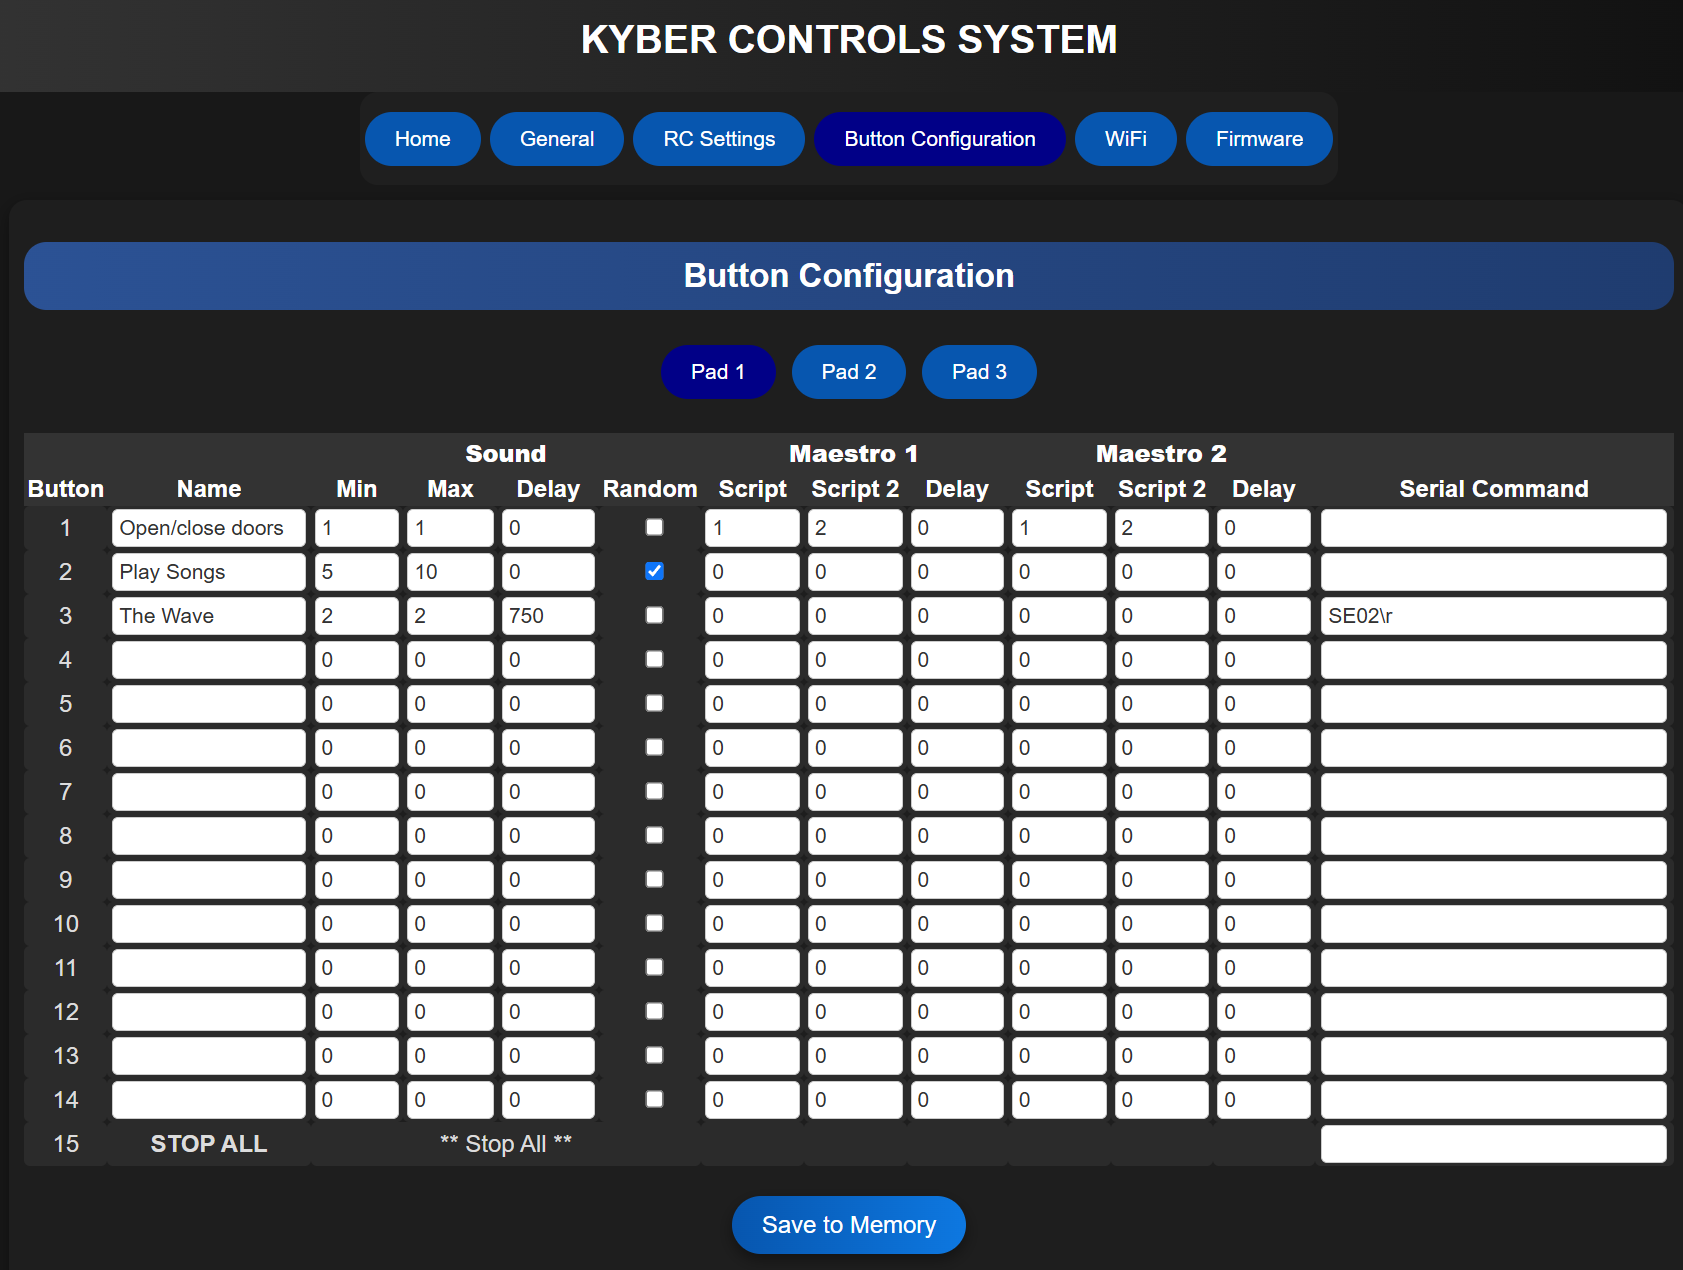 KYBER CONTROLS SYSTEM
Home General RC Settings Button Configuration WiFi Firmware
Button Configuration
Pad 1 Pad 2 Pad 3
Sound Maestro 1 Maestro 2
Button Name Min Max Delay Random Script Script 2 Delay Script Script 2 Delay Serial Command
1 Open/close doors 1 1 0 1 2 0 1 2 0
2 Play Songs 5 10 0 0 0 0 0 0 0
3 The Wave 2 2 750 0 0 0 0 0 0 SE02\r
4 0 0 0 0 0 0 0 0 0
5 0 0 0 0 0 0 0 0 0
6 0 0 0 0 0 0 0 0 0
7 0 0 0 0 0 0 0 0 0
8 0 0 0 0 0 0 0 0 0
9 0 0 0 0 0 0 0 0 0
10 0 0 0 0 0 0 0 0 0
11 0 0 0 0 0 0 0 0 0
12 0 0 0 0 0 0 0 0 0
13 0 0 0 0 0 0 0 0 0
14 0 0 0 0 0 0 0 0 0
15 STOP ALL ** Stop All **
Save to Memory